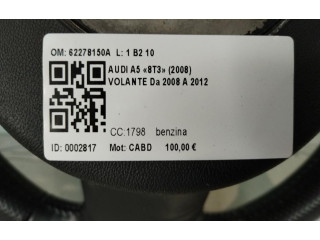 OM: 62278150A L: 1 B2 10
AUDI A5 «8T3» (2008)
VOLANTE Da 2008 A 2012
CC:1798 benzina
ID: 0002817 Mot: CABD 100,00 €